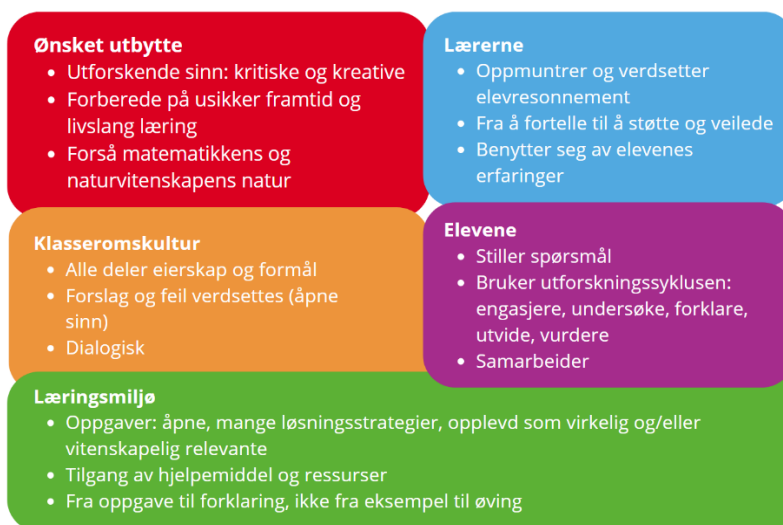 Ønsket utbytte
• Utforskende sinn: kritiske og kreative
• Forberede på usikker framtid og
livslang læring
• Forså matematikkens og
naturvitenskapens natur
Lærerne
• Oppmuntrer og verdsetter
elevresonnement
• Fra å fortelle til å støtte og veilede
• Benytter seg av elevenes
erfaringer
Klasseromskultur
• Alle deler eierskap og formål
• Forslag og feil verdsettes (åpne
sinn)
• Dialogisk
Elevene
• Stiller spørsmål
• Bruker utforskningssyklusen:
engasjere, undersøke, forklare,
utvide, vurdere
• Samarbeider
Læringsmiljø
• Oppgaver: åpne, mange løsningsstrategier, opplevd som virkelig og/eller
vitenskapelig relevante
• Tilgang av hjelpemiddel og ressurser
• Fra oppgave til forklaring, ikke fra eksempel til øving